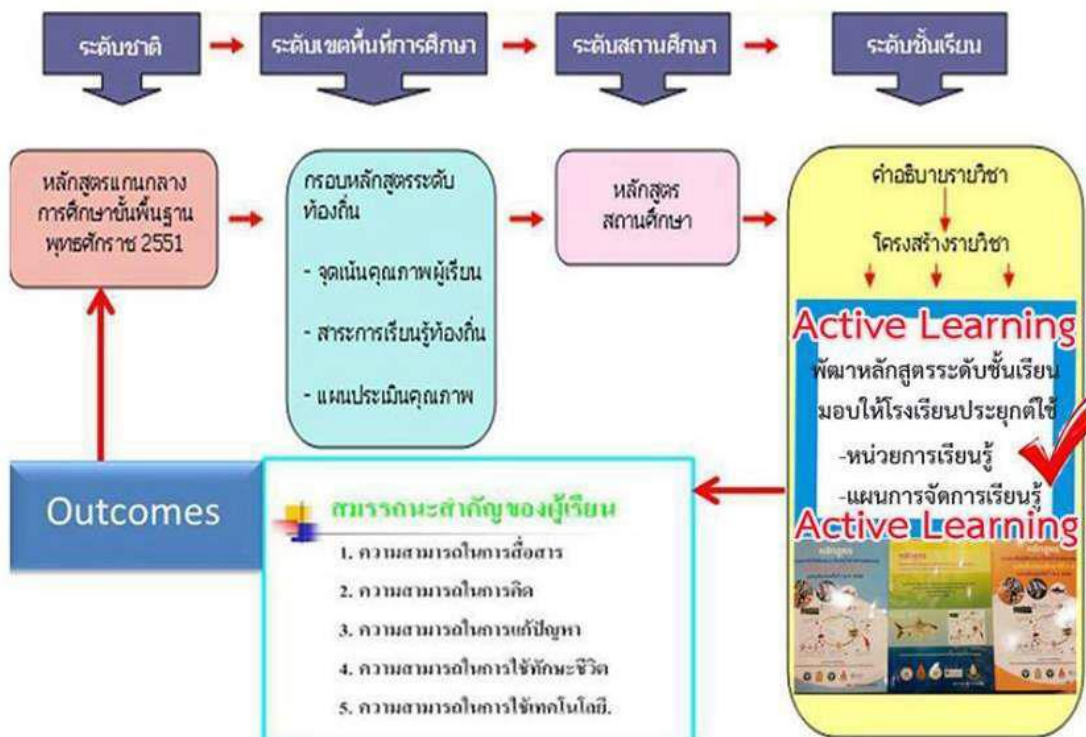 ระดับชาติ
ระดับเขตพื้นที่การศึกษา
ระดับสถานศึกษา
ระดับชั้นเรียน
หลักสูตรแกนกลาง
การศึกษาขั้นพื้นฐาน
พุทธศักราช 2551
กรอบหลักสูตรระดับ
ท้องถิ่น
- จุดเน้นคุณภาพผู้เรียน
- สาระการเรียนรู้ท้องถิ่น
- แผนประเมินคุณภาพ
หลักสูตร
สถานศึกษา
คำอธิบายรายวิชา
โครงสร้างรายวิชา
Active Learning
พัฒาหลักสูตรระดับชั้นเรียน
มอบให้โรงเรียนประยุกต์ใช้
-หน่วยการเรียนรู้
-แผนการจัดการเรียนรู้
Active Learning
หลักสูตร
หลักสูตร
Outcomes
สมรรถนะสำคัญของผู้เรียน
1. ความสามารถในการสื่อสาร
2. ความสามารถในการคิด
3. ความสามารถในการแก้ปัญหา
4. ความสามารถในการใช้ทักษะชีวิต
5. ความสามารถในการใช้เทคโนโลยี.